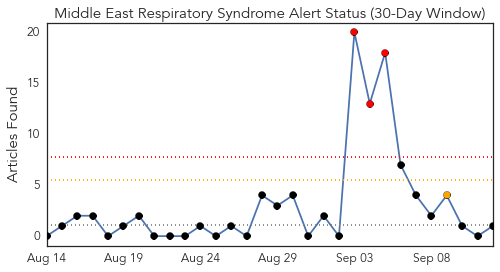 Middle East Respiratory Syndrome Alert Status (30-Day Window)
Articles Found
20
15
10
5
0
Aug 14 Aug 19 Aug 24 Aug 29 Sep 03 Sep 08